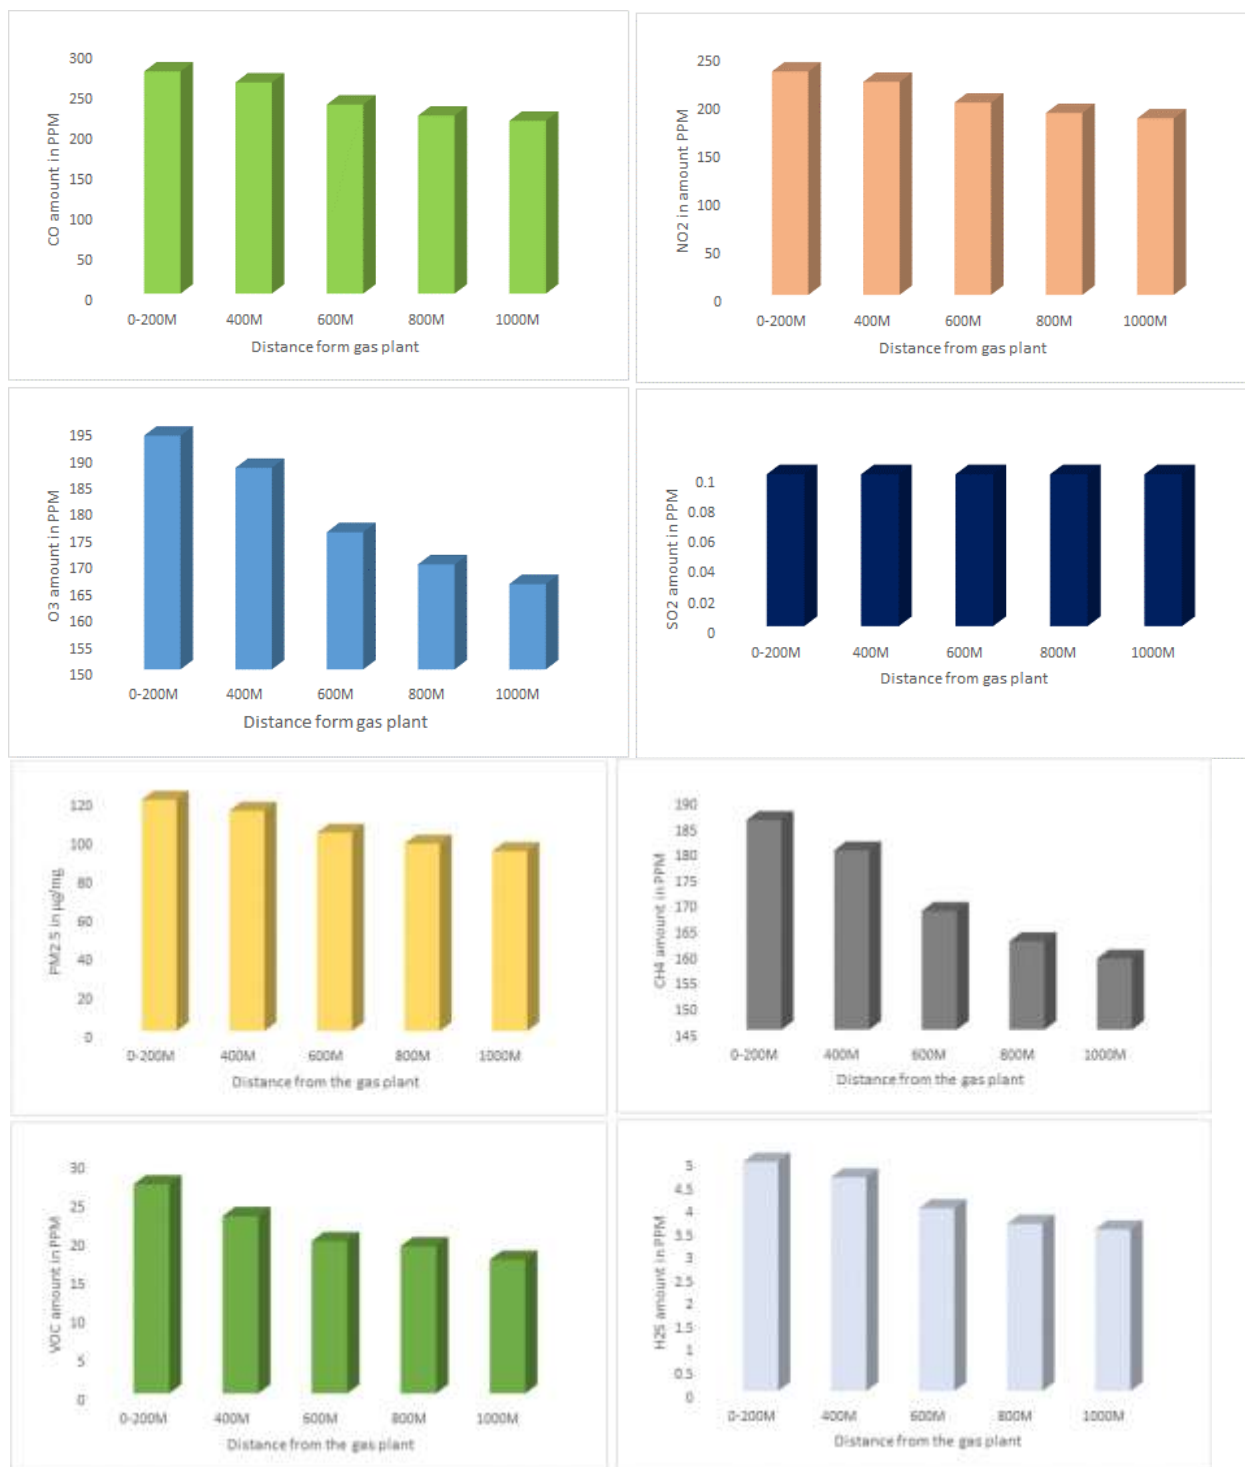 300
250
200
150
100
50
0
CO amount in PPM
0-200M 400M 600M 800M 1000M
Distance form gas plant
250
200
150
100
50
0
NO2 in amount PPM
0-200M 400M 600M 800M 1000M
Distance from gas plant
195
190
185
180
175
170
165
160
155
150
O3 amount in PPM
0-200M 400M 600M 800M 1000M
Distance form gas plant
0.1
0.08
0.06
0.04
0.02
0
SO2 amount in PPM
0-200M 400M 600M 800M 1000M
Distance from gas plant
120
100
80
60
40
20
0
PM2.5 in µg/mg
0-200M 400M 600M 800M 1000M
Distance from the gas plant
190
185
180
175
170
165
160
155
150
145
CH4 amount in PPM
0-200M 400M 600M 800M 1000M
Distance from the gas plant
30
25
20
15
10
5
0
VOC amount in PPM
0-200M 400M 600M 800M 1000M
Distance from the gas plant
5
4.5
4
3.5
3
2.5
2
1.5
1
0.5
0
H2S amount in PPM
0-200M 400M 600M 800M 1000M
Distance from the gas plant